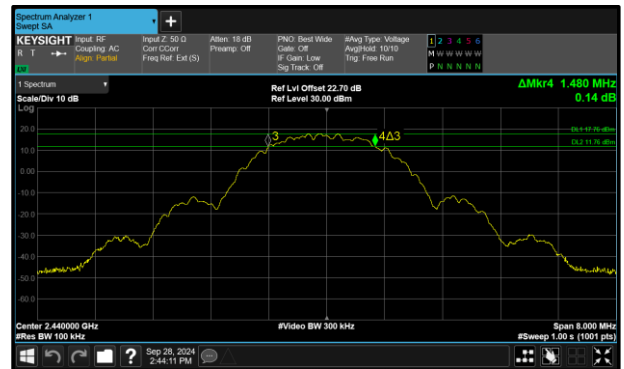 Spectrum Analyzer 1
Swept SA
KEYSIGHT
R T
Input: RF
Coupling: AC
Align: Partial
Input Z: 50 Ω
Corr CCorr
Freq Ref: Ext (S)
Atten: 18 dB
Preamp: Off
PNO: Best Wide
Gate: Off
IF Gain: Low
Sig Track: Off
#Avg Type: Voltage
Avg|Hold: 10/10
Trig: Free Run
1 2 3 4 5 6
M W W W W W
P N N N N N
1 Spectrum
Scale/Div 10 dB
Log
Ref Lvl Offset 22.70 dB
Ref Level 30.00 dBm
ΔMkr4 1.480 MHz
0.14 dB
20.0
10.0
0.00
-10.0
-20.0
-30.0
-40.0
-50.0
-60.0
3
4Δ3
DL1 17.76 dBm
DL2 11.76 dBm
Center 2.440000 GHz
#Res BW 100 kHz
#Video BW 300 kHz
Span 8.000 MHz
#Sweep 1.00 s (1001 pts)
?
Sep 28, 2024
2:44:11 PM